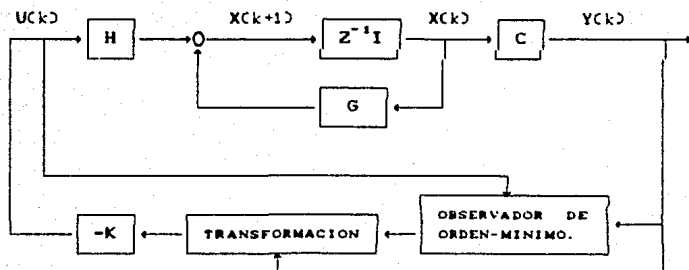 U(k)
X(k+1)
X(k)
Y(k)
H
Z⁻¹I
C
G
OBSERVADOR DE
ORDEN-MINIMO.
TRANSFORMACION
-K